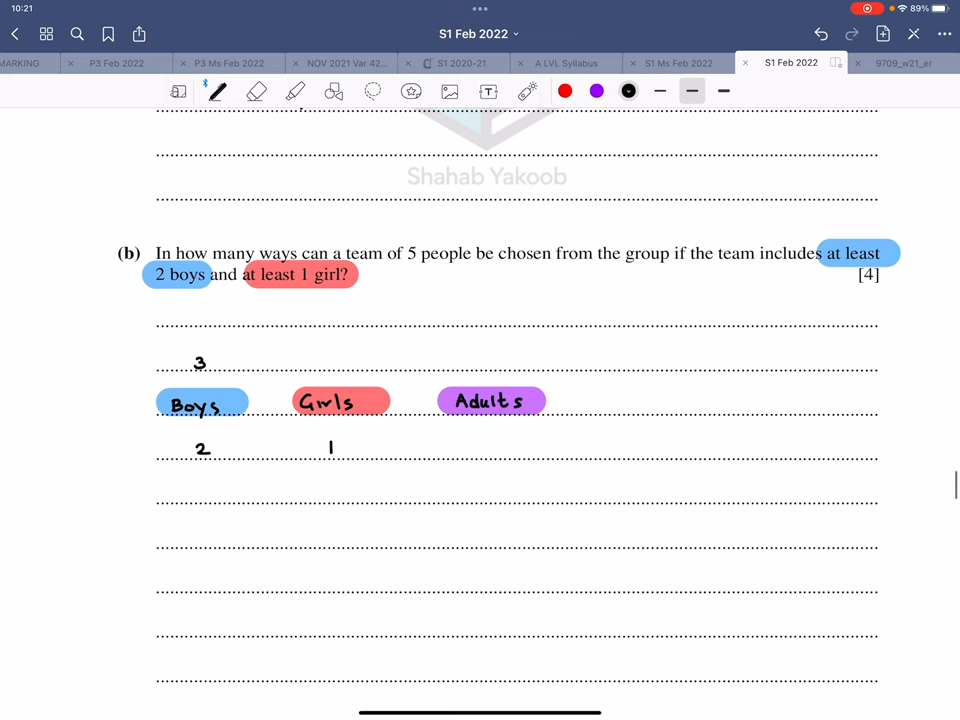 10:21
89%
S1 Feb 2022
MARKING
P3 Feb 2022
P3 Ms Feb 2022
NOV 2021 Var 42...
S1 2020-21
A LVL Syllabus
S1 Ms Feb 2022
S1 Feb 2022
9709_w21_er
Shahab Yakoob
(b) In how many ways can a team of 5 people be chosen from the group if the team includes at least
2 boys and at least 1 girl? [4]
3
Boys Girls Adults
2 1